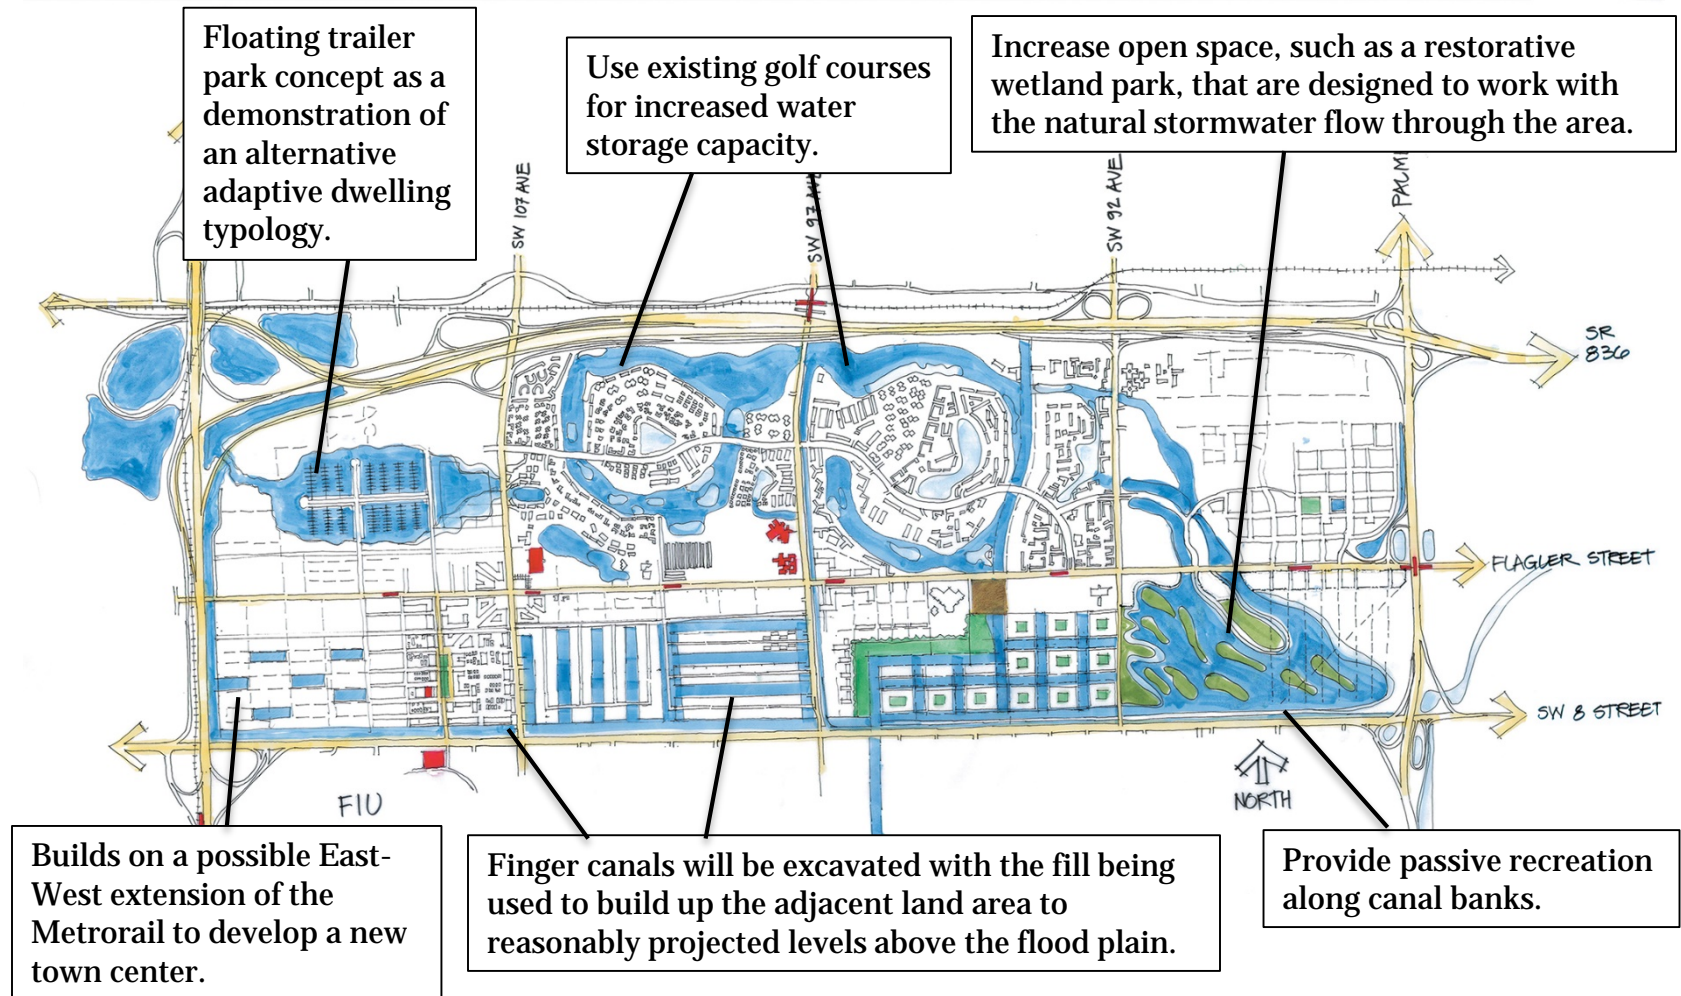 Floating trailer
park concept as a
demonstration of
an alternative
adaptive dwelling
typology.
Use existing golf courses
for increased water
storage capacity.
Increase open space, such as a restorative
wetland park, that are designed to work with
the natural stormwater flow through the area.
SW 107 AVE
SW 97 AVE
SW 92 AVE
PALM
SR
836
FLAGLER STREET
SW 8 STREET
NORTH
FIU
Builds on a possible East-
West extension of the
Metrorail to develop a new
town center.
Finger canals will be excavated with the fill being
used to build up the adjacent land area to
reasonably projected levels above the flood plain.
Provide passive recreation
along canal banks.